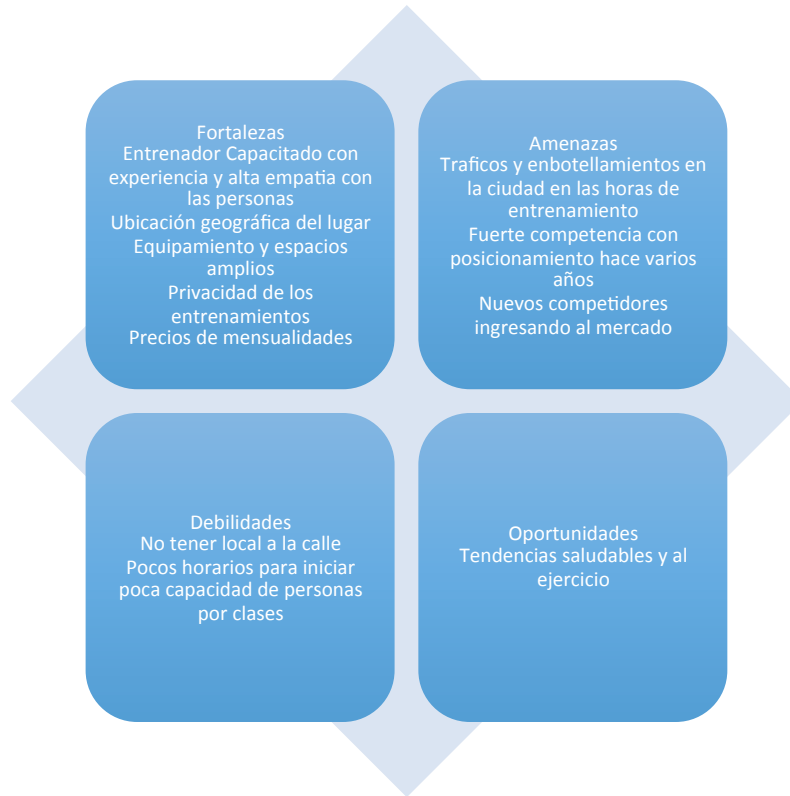 Fortalezas
Entrenador Capacitado con
experiencia y alta empatia con
las personas
Ubicación geográfica del lugar
Equipamiento y espacios
amplios
Privacidad de los
entrenamientos
Precios de mensualidades
Amenazas
Traficos y enbotellamientos en
la ciudad en las horas de
entrenamiento
Fuerte competencia con
posicionamiento hace varios
años
Nuevos competidores
ingresando al mercado
Debilidades
No tener local a la calle
Pocos horarios para iniciar
poca capacidad de personas
por clases
Oportunidades
Tendencias saludables y al
ejercicio